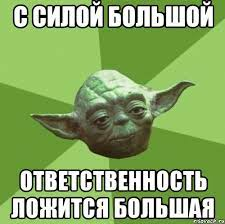 С СИЛОЙ БОЛЬШОЙ
ОТВЕТСТВЕННОСТЬ
ЛОЖИТСЯ БОЛЬШАЯ